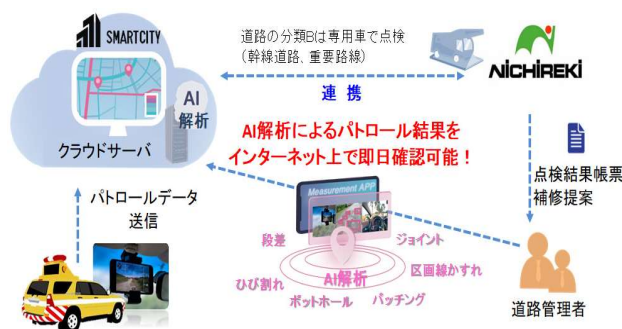 SMARTCITY
道路の分類Bは専用車で点検
(幹線道路、重要路線)
NICHIREKI
連 携
AI
解析
クラウドサーバ
AI解析によるパトロール結果を
インターネット上で即日確認可能！
点検結果帳票
補修提案
パトロールデータ
送信
Measurement APP
段差
ジョイント
ひび割れ
AI解析
区画線かすれ
ポットホール
パッチング
道路管理者